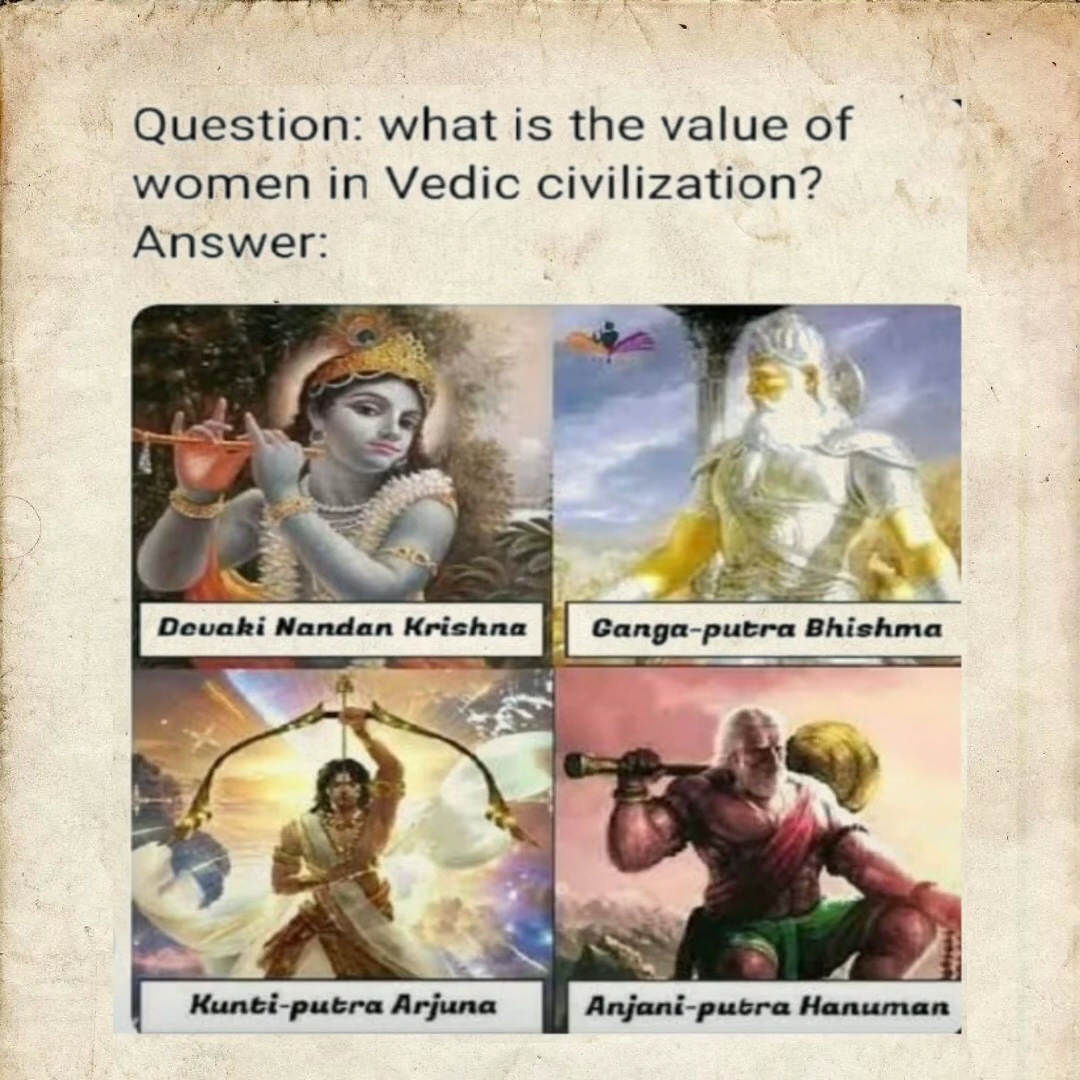 Question: what is the value of
women in Vedic civilization?
Answer:
Devaki Nandan Krishna
Ganga-putra Bhishma
Kunti-putra Arjuna
Anjani-putra Hanuman